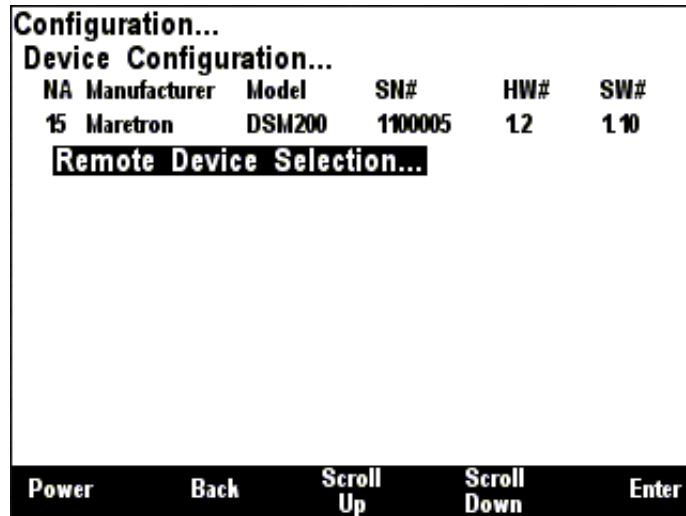 Configuration...
Device Configuration...
NA Manufacturer Model SN# HW# SW#
15 Maretron DSM200 1100005 1.2 1.10
Remote Device Selection...
Power Back Scroll Up Scroll Down Enter